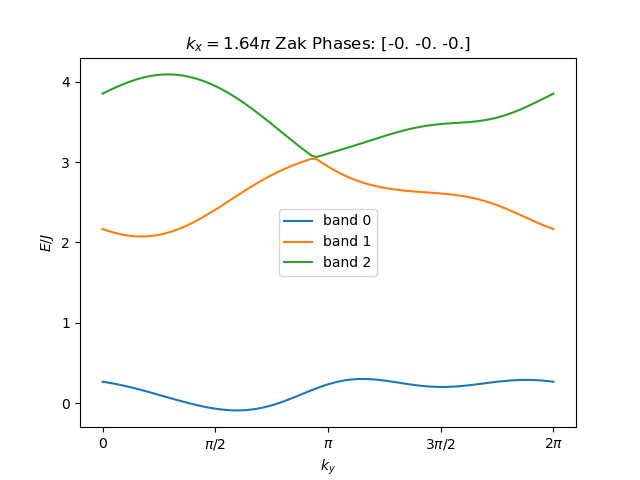 $k_x = 1.64\pi$ Zak Phases: [-0. -0. -0.]
E/J
4
3
2
1
0
band 0
band 1
band 2
0 π/2 π 3π/2 2π
$k_y$